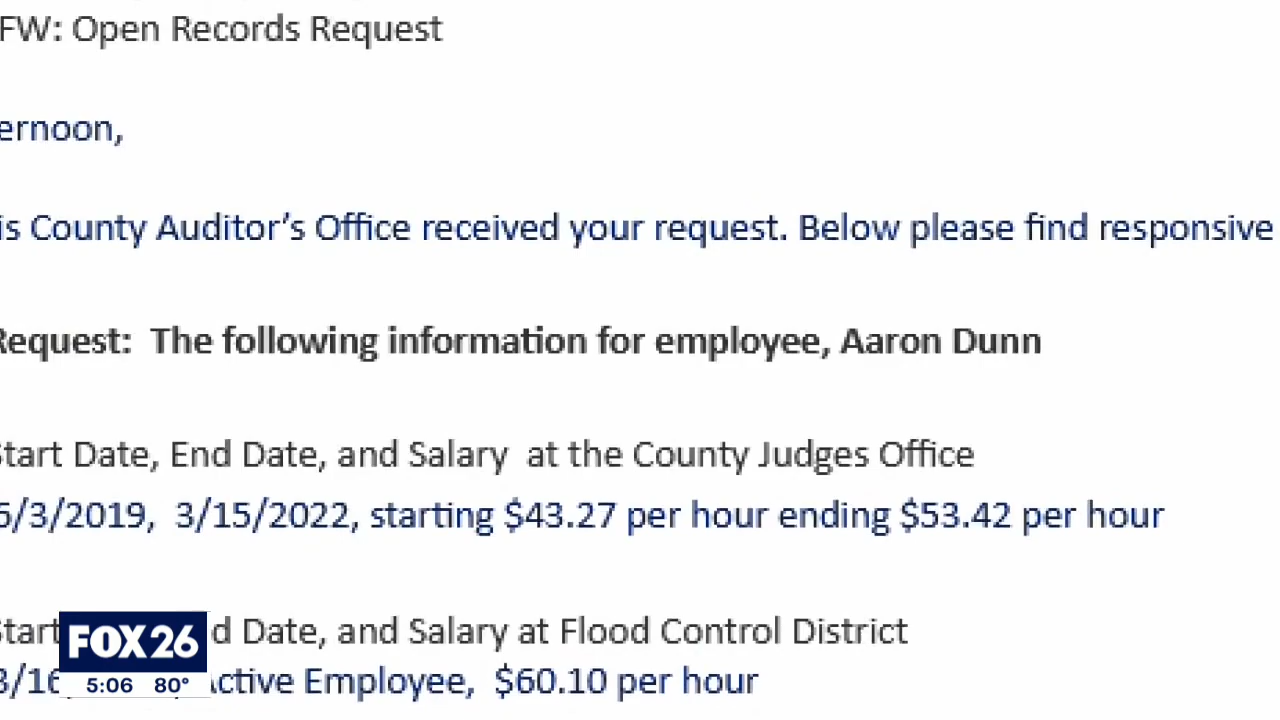 FW: Open Records Request
ernoon,
is County Auditor's Office received your request. Below please find responsive
Request: The following information for employee, Aaron Dunn
Start Date, End Date, and Salary at the County Judges Office
6/3/2019, 3/15/2022, starting $43.27 per hour ending $53.42 per hour
Start d Date, and Salary at Flood Control District
3/16 Active Employee, $60.10 per hour
FOX 26
5:06 80°